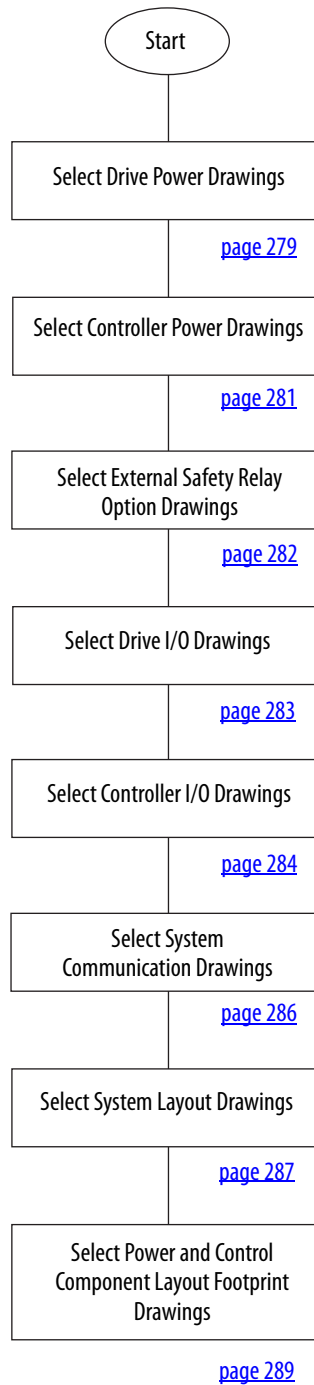 Start
Select Drive Power Drawings
page 279
Select Controller Power Drawings
page 281
Select External Safety Relay
Option Drawings
page 282
Select Drive I/O Drawings
page 283
Select Controller I/O Drawings
page 284
Select System
Communication Drawings
page 286
Select System Layout Drawings
page 287
Select Power and Control
Component Layout Footprint
Drawings
page 289